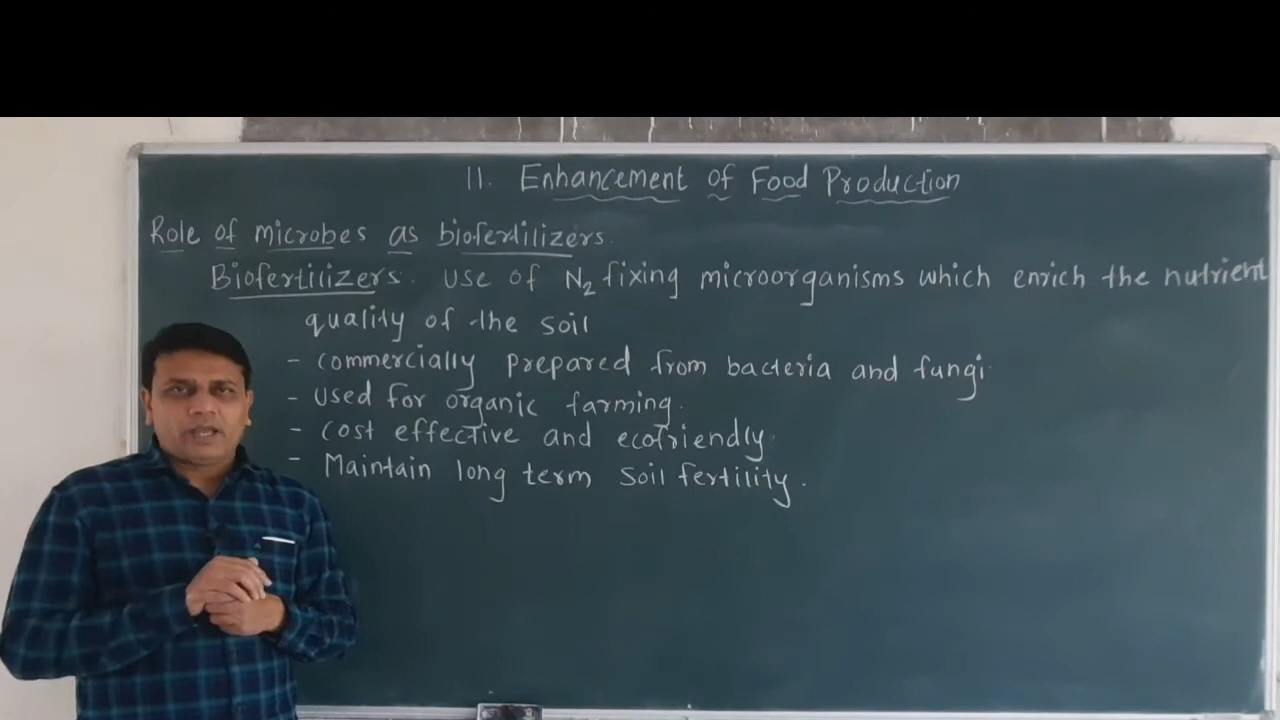 11. Enhancement of Food Production
Role of microbes as biofertilizers.
Biofertilizers. Use of N₂ fixing microorganisms which enrich the nutrient
quality of the soil
- commercially prepared from bacteria and fungi.
- Used for organic farming.
- Cost effective and ecofriendly.
- Maintain long term soil fertility.